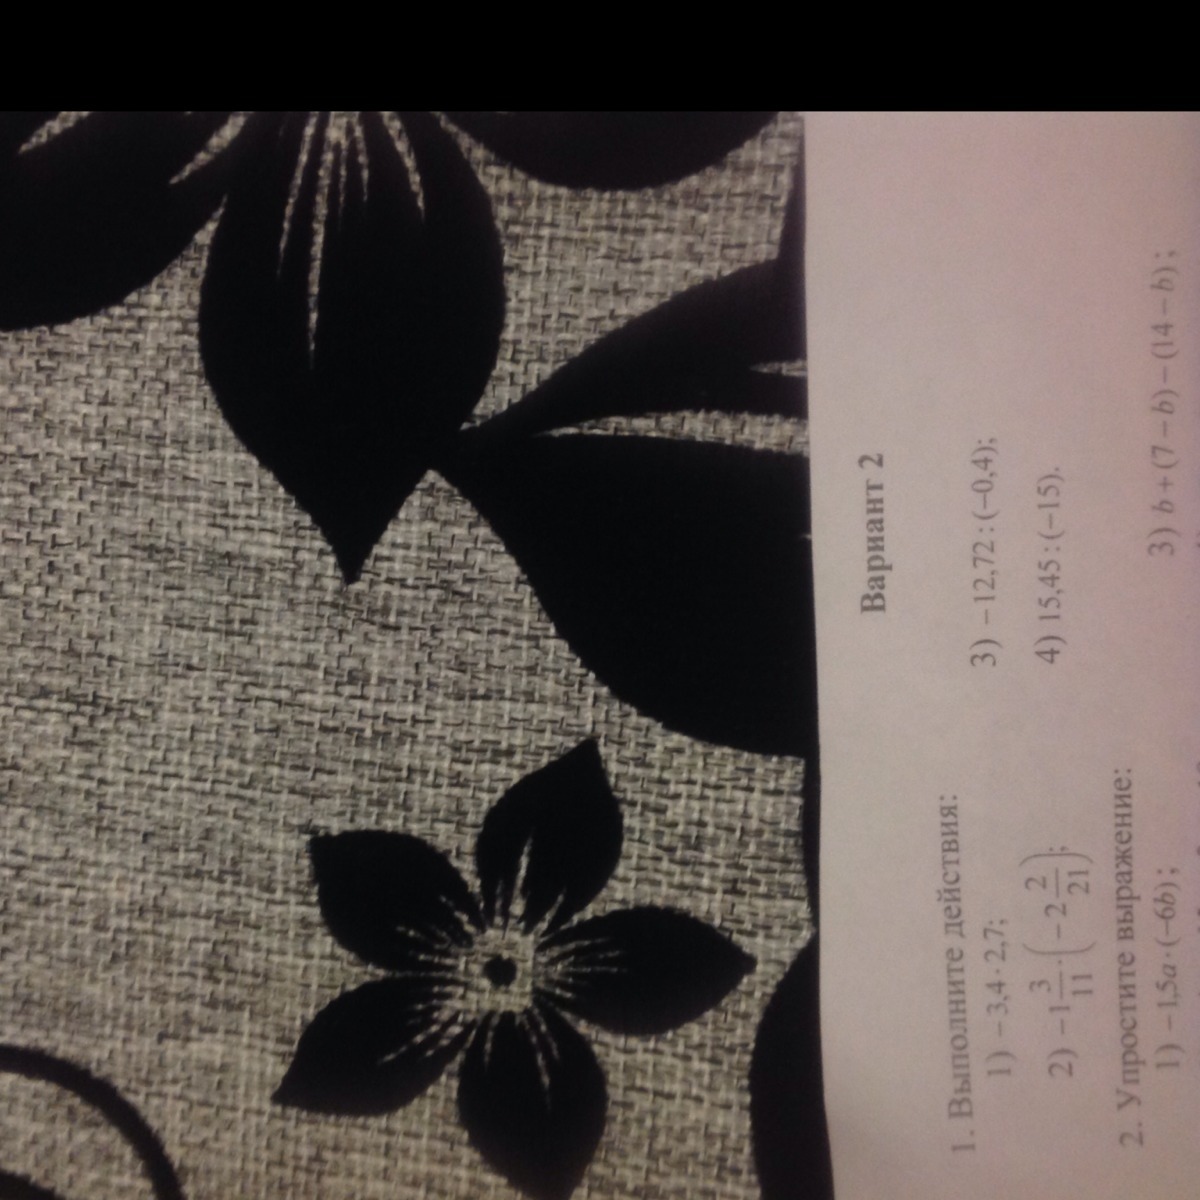 Вариант 2
1. Выполните действия:
1) −3,4 · 2,7;
2) −1 3/11 · (−2 2/21);
3) −12,72 : (−0,4);
4) 15,45 : (−15).
2. Упростите выражение:
1) −1,5a · (−6b);
3) b + (7 − b) − (14 − b);